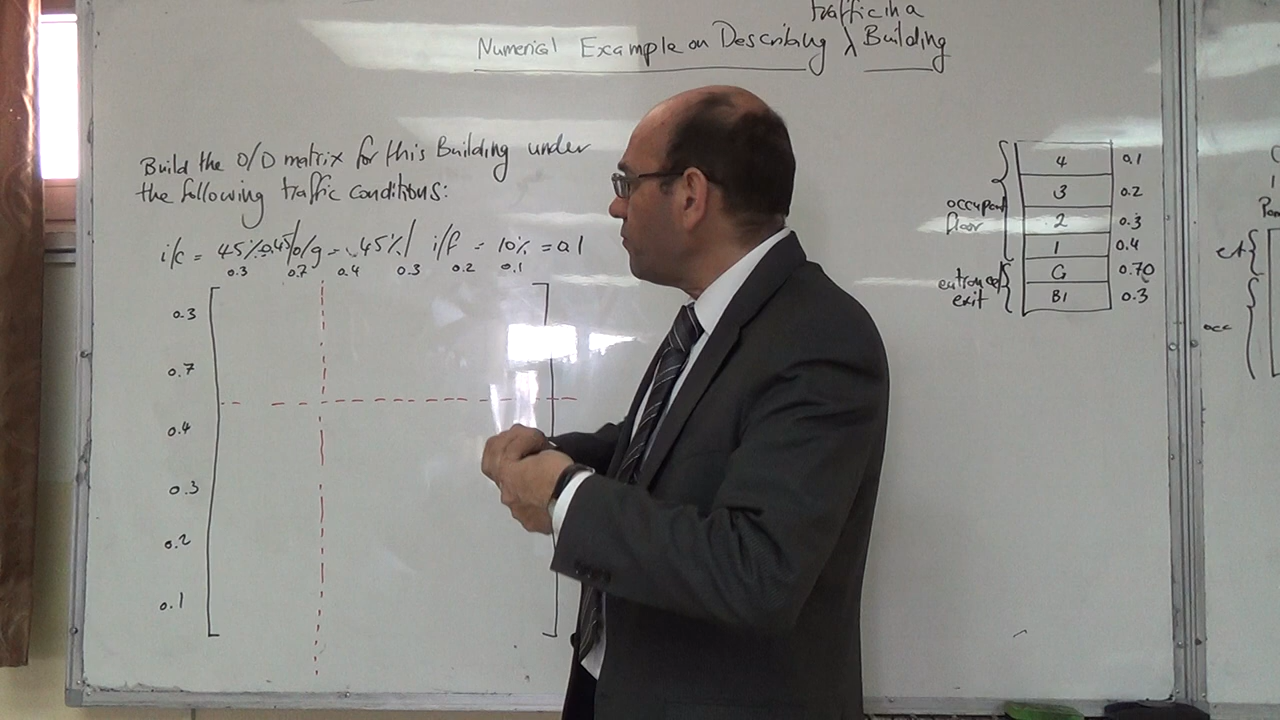 traffic in a
Numerical Example on Describing λ Building
Build the O/D matrix for this Building under
the following traffic conditions:
i/c = 45% 0.45 o/g = .45% i/f = 10% = 0.1
0.3 0.7 0.4 0.3 0.2 0.1
0.3
0.7
0.4
0.3
0.2
0.1
occupant
floor
entrance/
exit
4 0.1
3 0.2
2 0.3
1 0.4
G 0.70
B1 0.3
occ